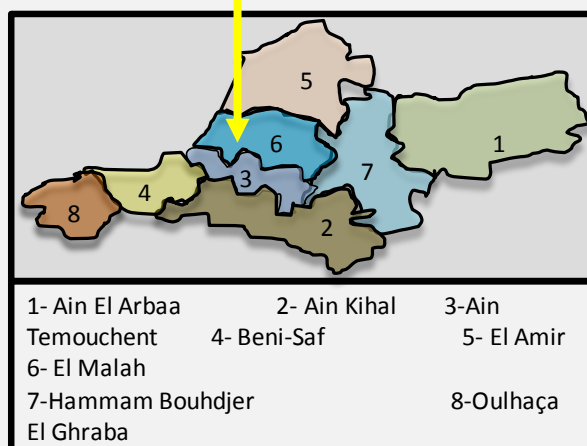 5
6
1
3
7
4
8
2
1- Ain El Arbaa 2- Ain Kihal 3-Ain
Temouchent 4- Beni-Saf 5- El Amir
6- El Malah
7-Hammam Bouhdjer 8-Oulhaça
El Ghraba